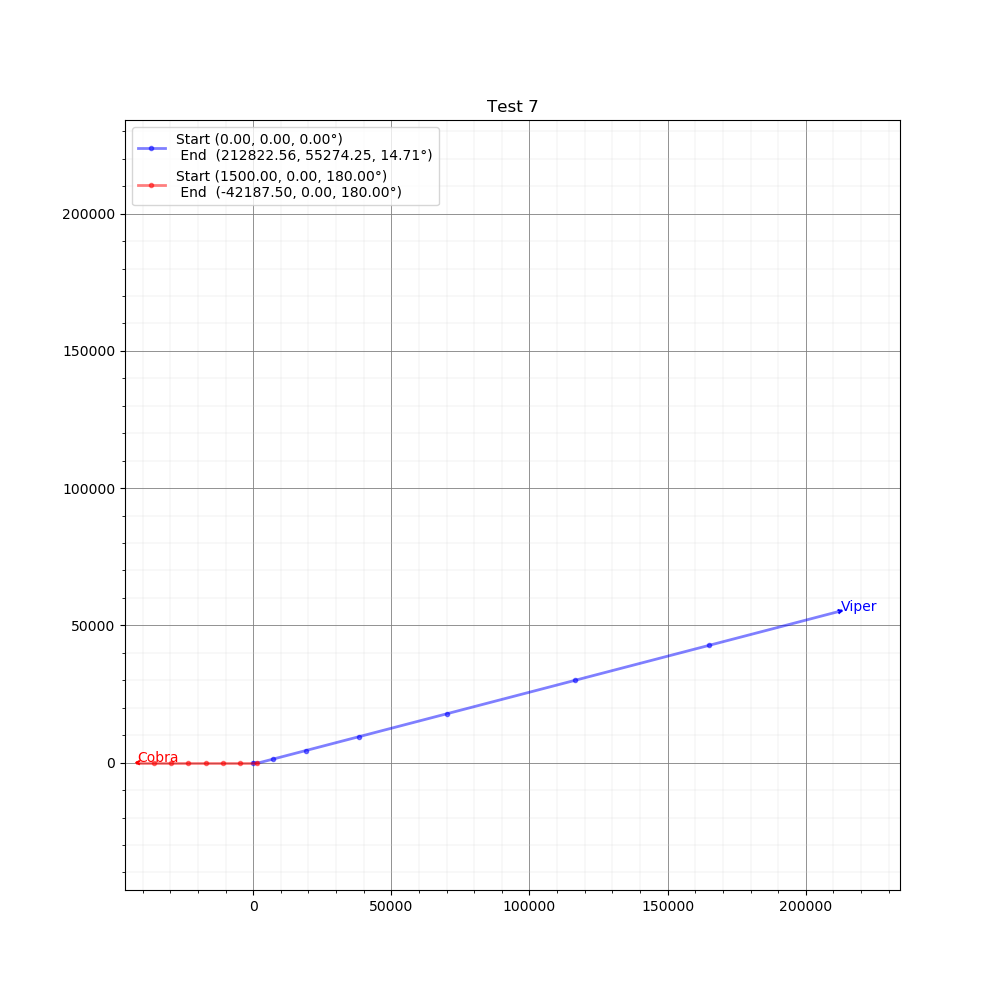 Test 7
Start (0.00, 0.00, 0.00°)
End (212822.56, 55274.25, 14.71°)
Start (1500.00, 0.00, 180.00°)
End (-42187.50, 0.00, 180.00°)
200000
150000
100000
50000
0
Viper
Cobra
0
50000
100000
150000
200000